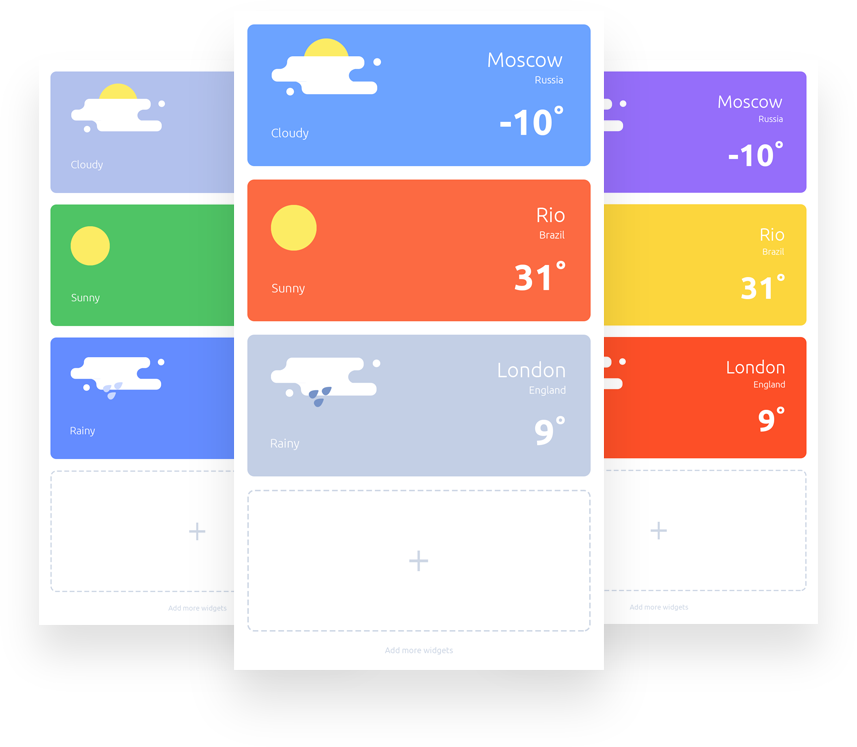 Cloudy
Sunny
Rainy
Add more widgets
Moscow
Russia
-10°
Cloudy
Rio
Brazil
31°
Sunny
London
England
9°
Rainy
Add more widgets
Moscow
Russia
-10°
Rio
Brazil
31°
London
England
9°
Add more widgets